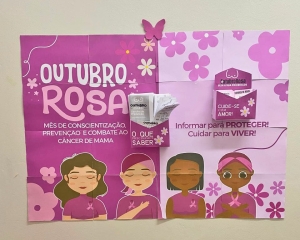 OUTUBRO
ROSA
MÊS DE CONSCIENTIZAÇÃO,
PREVENÇÃO E COMBATE AO
CÂNCER DE MAMA
O QUE
SABER
CUIDE-SE
AMOR!
Informar para PROTEGER!
Cuidar para VIVER!